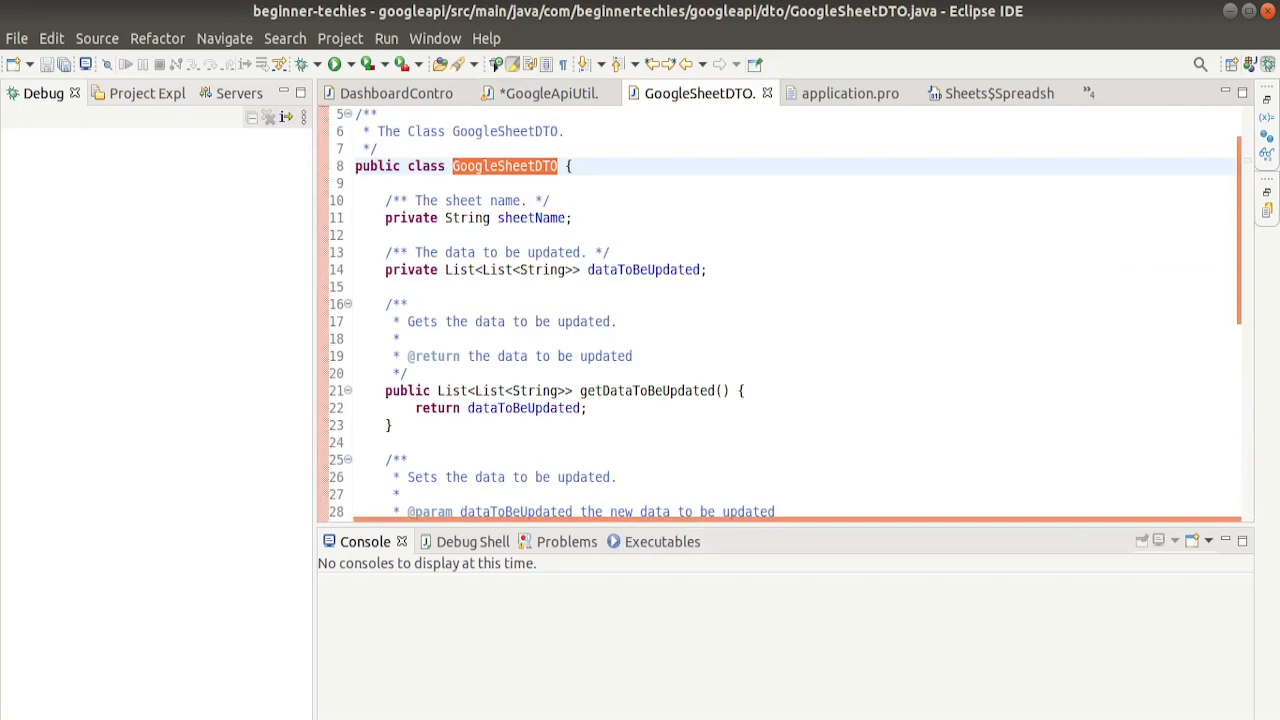 beginner-techies - googleapi/src/main/java/com/beginnertechies/googleapi/dto/GoogleSheetDTO.java - Eclipse IDE
File Edit Source Refactor Navigate Search Project Run Window Help
Debug Project Expl Servers
DashboardContro *GoogleApiUtil. GoogleSheetDTO. application.pro Sheets$Spreadsh »4
5 /**
6 * The Class GoogleSheetDTO.
7 */
8 public class GoogleSheetDTO {
9
10 /** The sheet name. */
11 private String sheetName;
12
13 /** The data to be updated. */
14 private List<List<String>> dataToBeUpdated;
15
16 /**
17 * Gets the data to be updated.
18 *
19 * @return the data to be updated
20 */
21 public List<List<String>> getDataToBeUpdated() {
22 return dataToBeUpdated;
23 }
24
25 /**
26 * Sets the data to be updated.
27 *
28 * @param dataToBeUpdated the new data to be updated
Console Debug Shell Problems Executables
No consoles to display at this time.